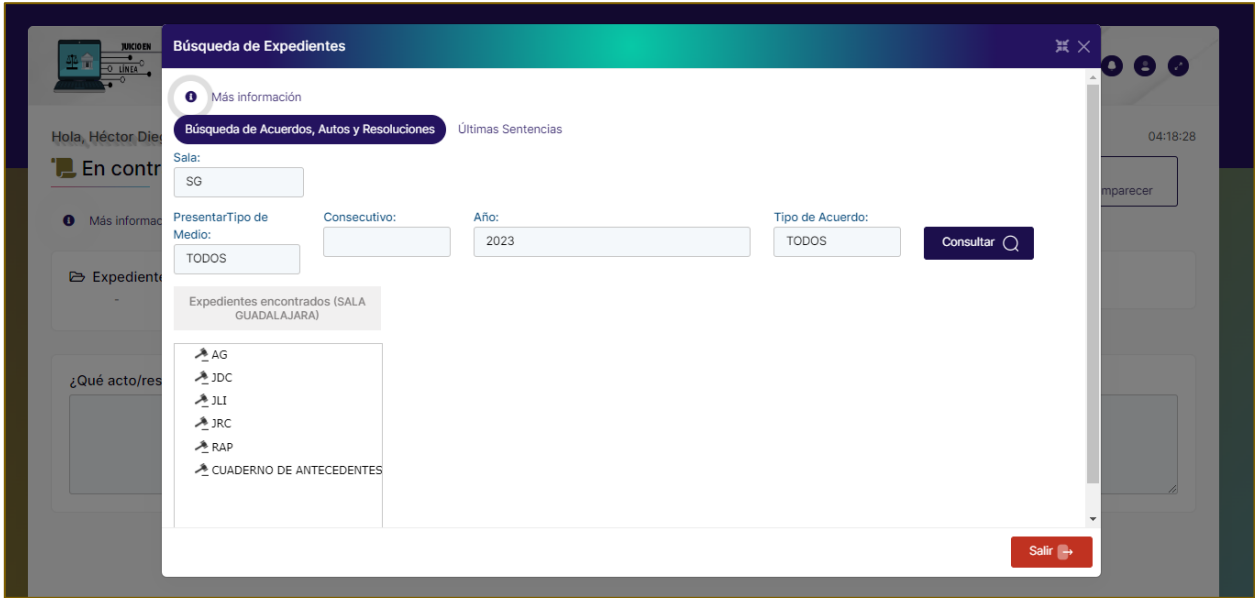 JUICIO EN
LÍNEA
Búsqueda de Expedientes
Más información
Búsqueda de Acuerdos, Autos y Resoluciones
Últimas Sentencias
Hola, Héctor Die
04:18:28
Sala:
SG
En contr
mparecer
Más informac
PresentarTipo de
Medio:
TODOS
Consecutivo:
Año:
2023
Tipo de Acuerdo:
TODOS
Consultar
Expediente
-
Expedientes encontrados (SALA
GUADALAJARA)
AG
JDC
JLI
JRC
RAP
CUADERNO DE ANTECEDENTES
¿Qué acto/res
Salir